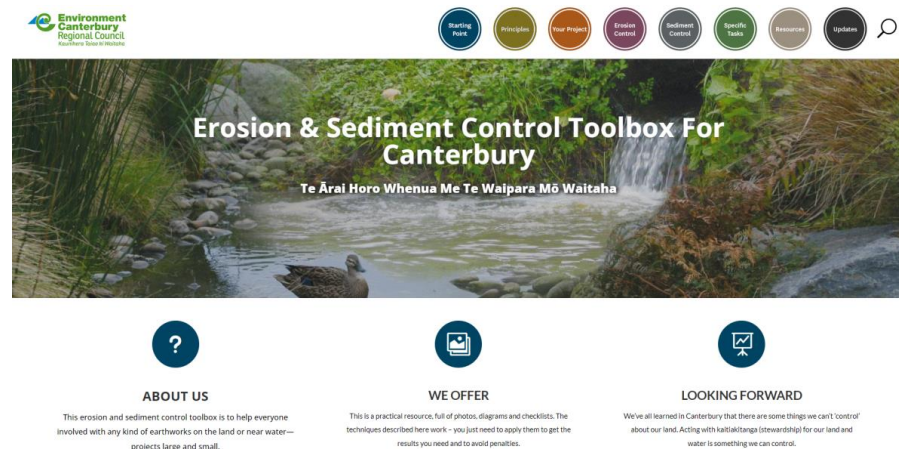 Environment
Canterbury
Regional Council
Kaunihera Taiao ki Waitaha
Starting
Point
Principles
Your Project
Erosion
Control
Sediment
Control
Specific
Tasks
Resources
Updates
Erosion & Sediment Control Toolbox For
Canterbury
Te Ārai Horo Whenua Me Te Waipara Mō Waitaha
?
ABOUT US
This erosion and sediment control toolbox is to help everyone
involved with any kind of earthworks on the land or near water—
projects large and small.
WE OFFER
This is a practical resource, full of photos, diagrams and checklists. The
techniques described here work – you just need to apply them to get the
results you need and to avoid penalties.
LOOKING FORWARD
We've all learned in Canterbury that there are some things we can't 'control'
about our land. Acting with kaitiakitanga (stewardship) for our land and
water is something we can control.